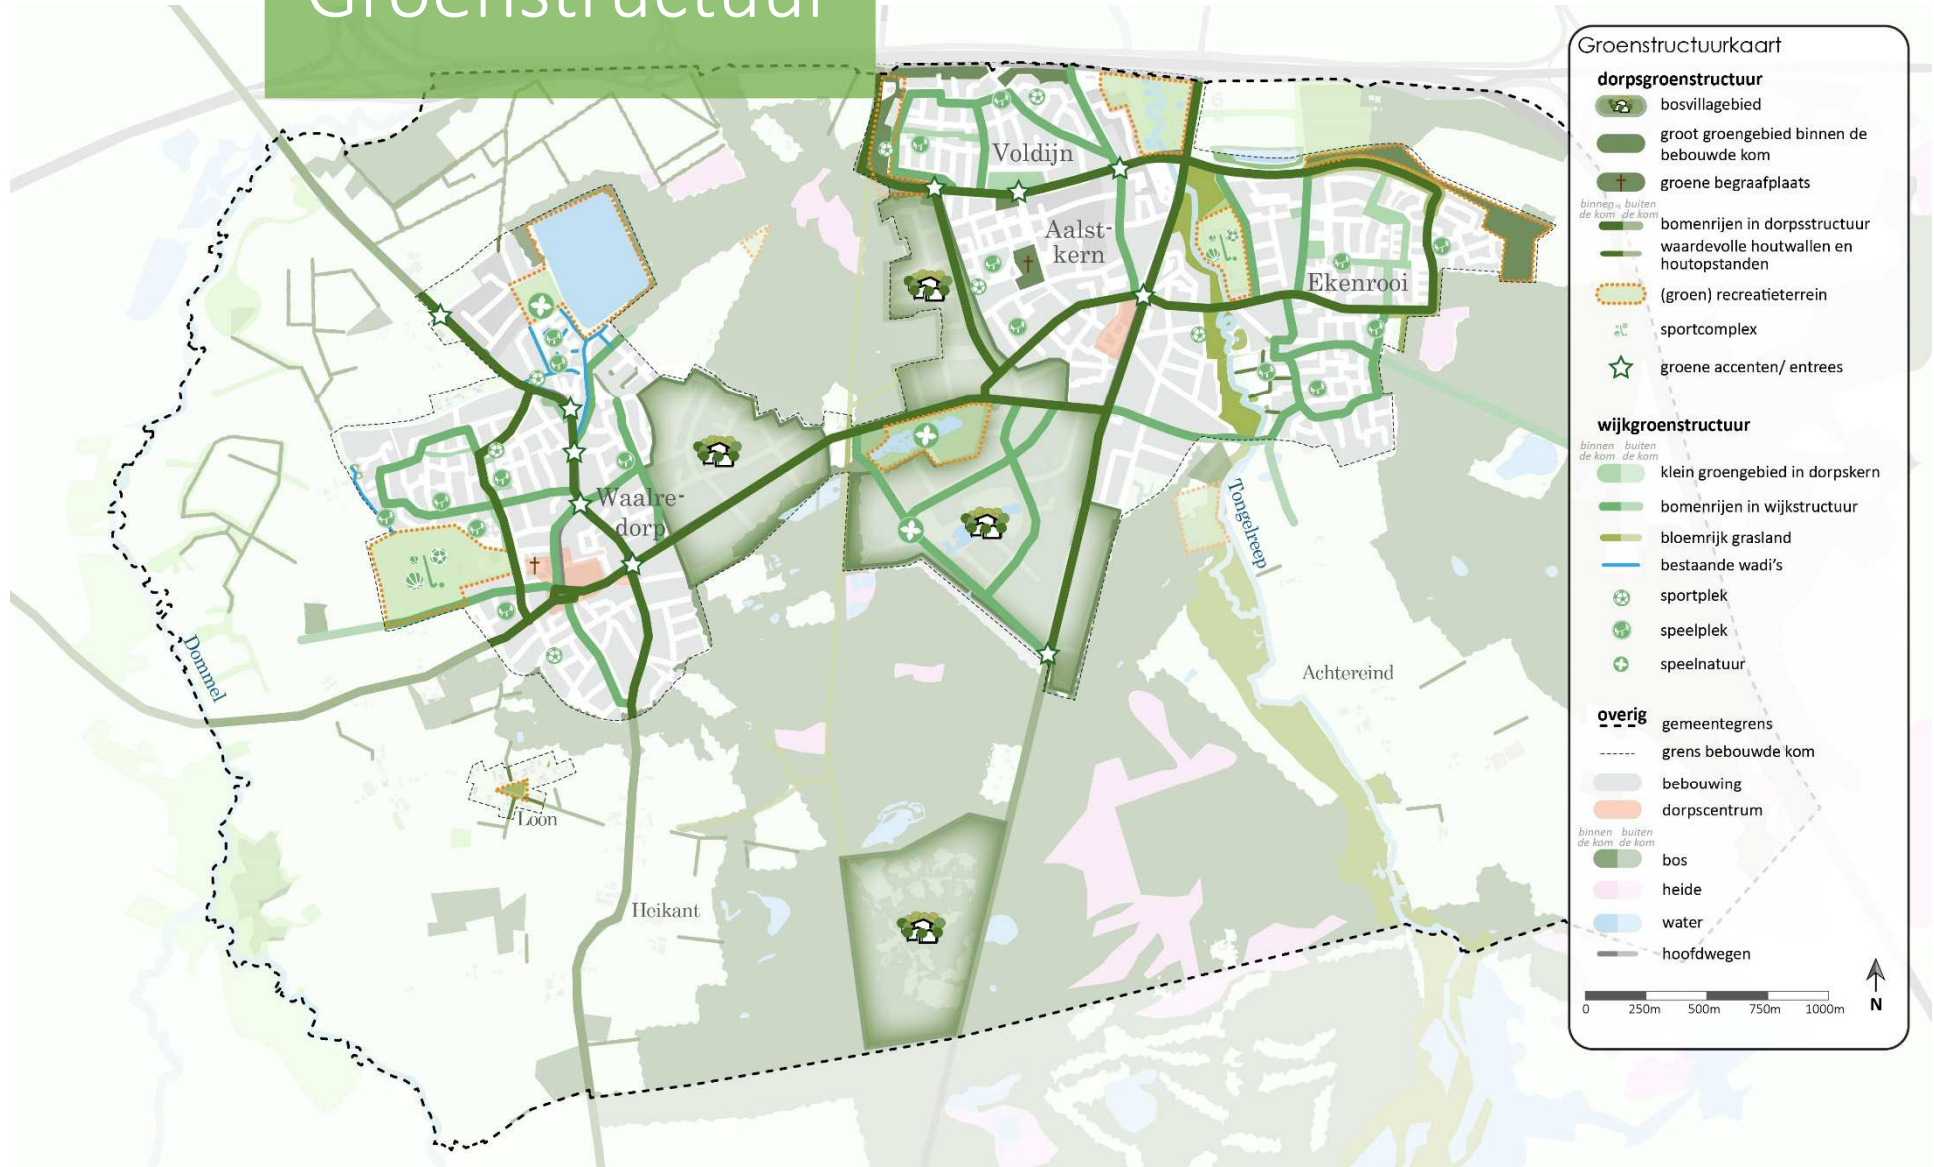 Groenstructuur
Voldijn
Aalst-
kern
Ekenrooi
Waalre-
dorp
Tongelreep
Dommel
Achtereind
Loon
Heikant
Groenstructuurkaart
dorpsgroenstructuur
bosvillagebied
groot groengebied binnen de
bebouwde kom
groene begraafplaats
binnen buiten
de kom de kom
bomenrijen in dorpsstructuur
waardevolle houtwallen en
houtopstanden
(groen) recreatieterrein
sportcomplex
groene accenten/ entrees
wijkgroenstructuur
binnen buiten
de kom de kom
klein groengebied in dorpskern
bomenrijen in wijkstructuur
bloemrijk grasland
bestaande wadi's
sportplek
speelplek
speelnatuur
overig
gemeentegrens
grens bebouwde kom
bebouwing
dorpscentrum
binnen buiten
de kom de kom
bos
heide
water
hoofdwegen
0 250m 500m 750m 1000m
N